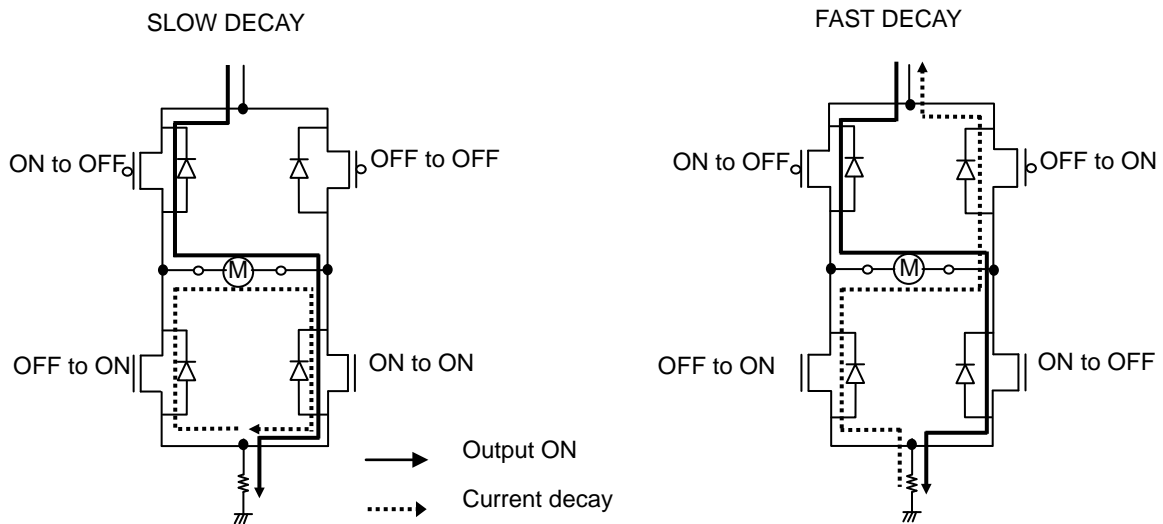 SLOW DECAY
ON to OFF
OFF to OFF
M
OFF to ON
ON to ON
FAST DECAY
ON to OFF
OFF to ON
M
OFF to ON
ON to OFF
Output ON
Current decay